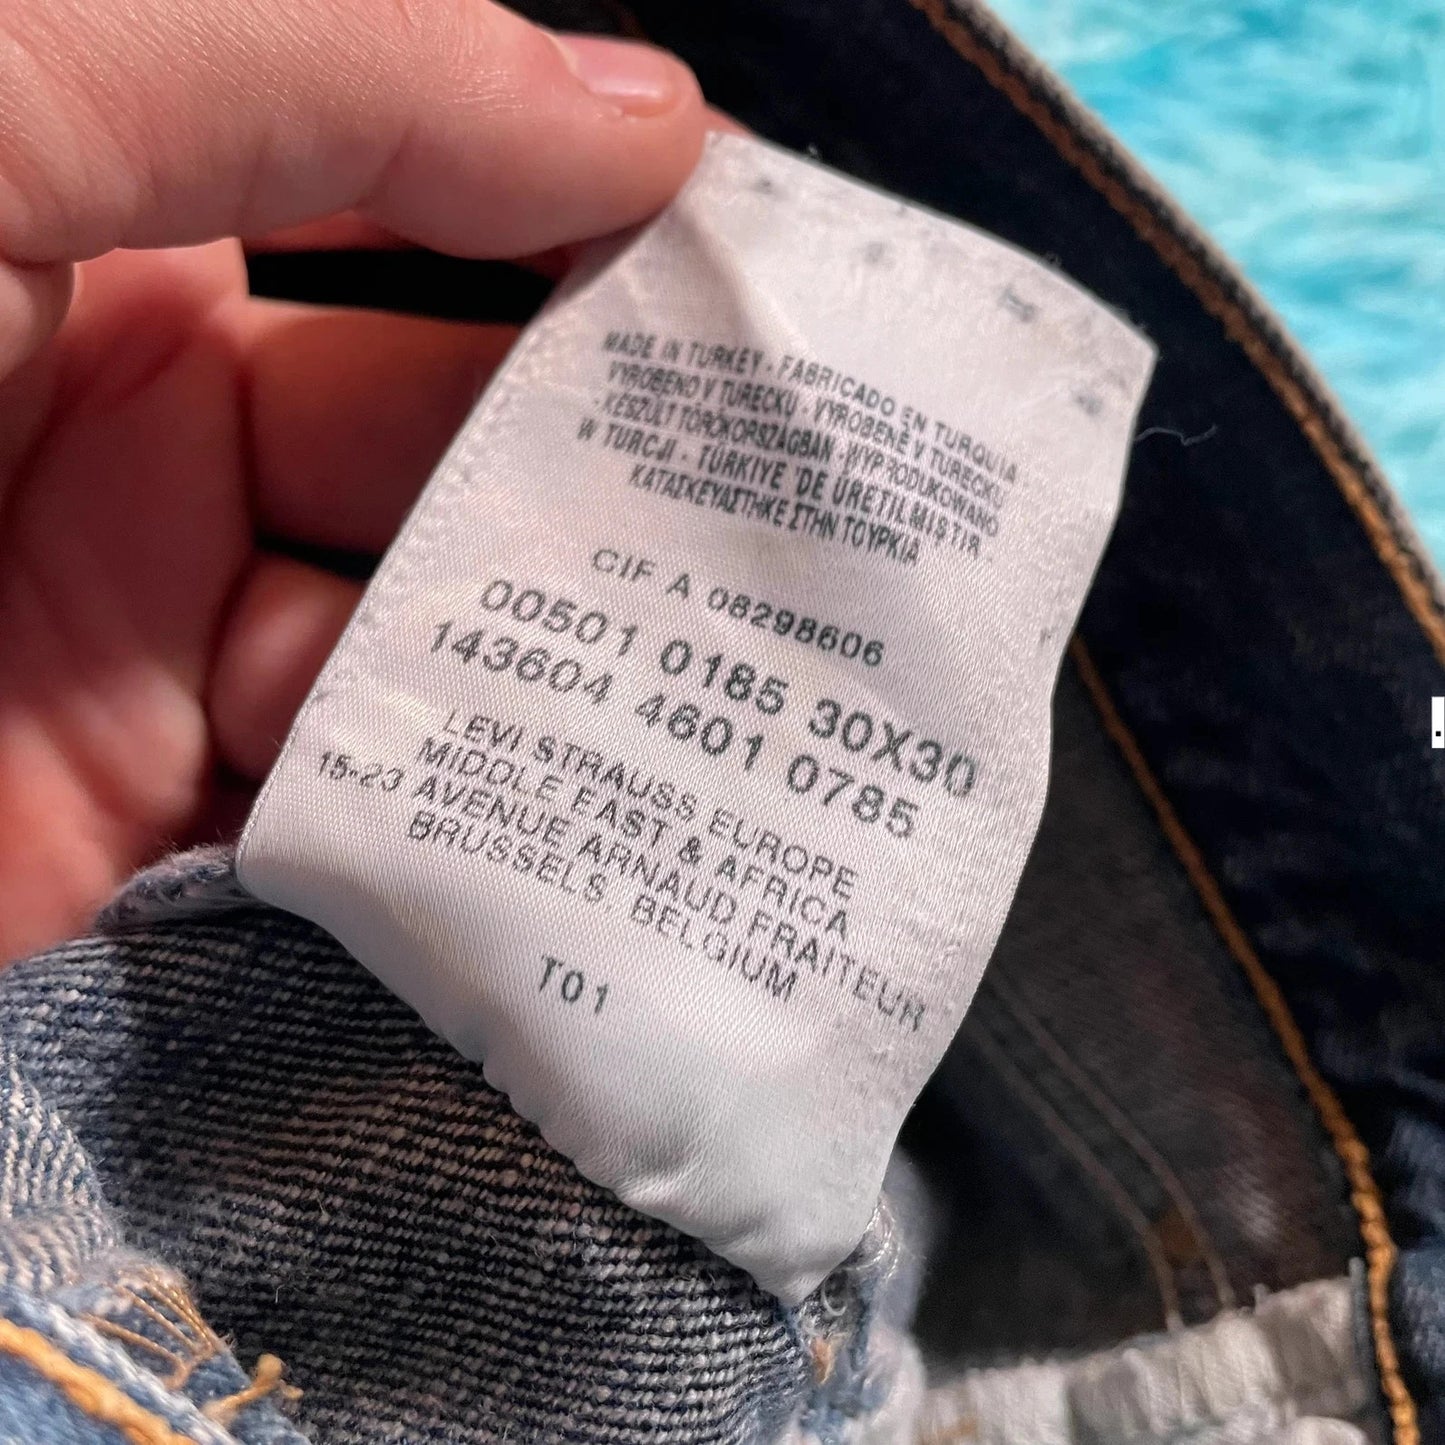 MADE IN TURKEY - FABRICADO EN TURQUIA -
VYROBENO V TURECKU - VYROBENÉ V TURECKU
- KÉSZÜLT TÖRÖKORSZÁGBAN - WYPRODUKOWANO
W TURCJI - TÜRKIYE 'DE ÜRETILMISTIR -
ΚΑΤΑΣΚΕΥΑΣΤΗΚΕ ΣΤΗΝ ΤΟΥΡΚΙΑ
CIF A 08298606
00501 0185 30X30
143604 4601 0785
LEVI STRAUSS EUROPE
MIDDLE EAST & AFRICA
15-23 AVENUE ARNAUD FRAITEUR
BRUSSELS, BELGIUM
T01